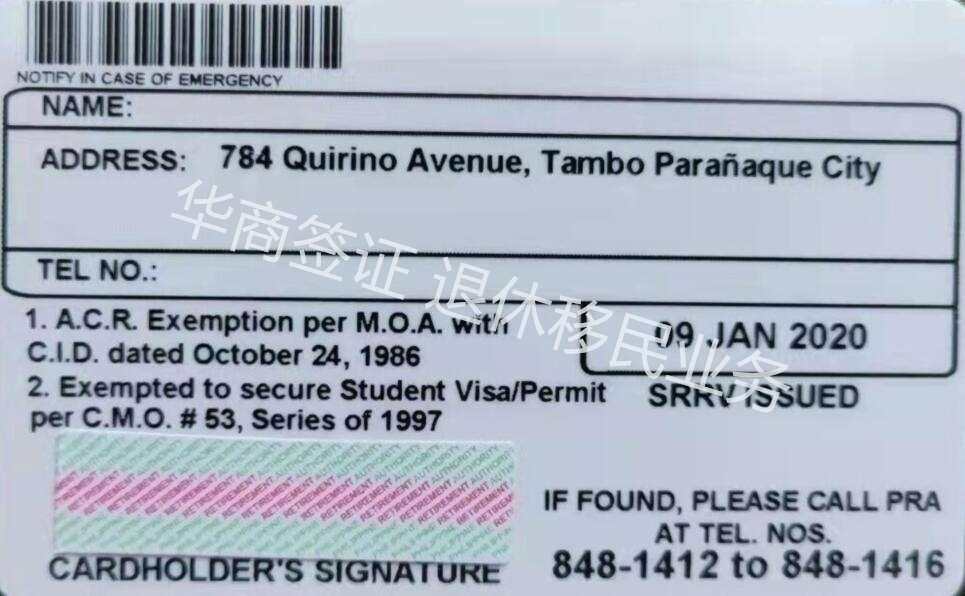 NOTIFY IN CASE OF EMERGENCY
NAME:
ADDRESS: 784 Quirino Avenue, Tambo Parañaque City
TEL NO.:
华商签证 退休移民业务
1. A.C.R. Exemption per M.O.A. with
C.I.D. dated October 24, 1986
2. Exempted to secure Student Visa/Permit
per C.M.O. # 53, Series of 1997
09 JAN 2020
SRRV ISSUED
RETIREMENT AUTHORITY
CARDHOLDER'S SIGNATURE
IF FOUND, PLEASE CALL PRA
AT TEL. NOS.
848-1412 to 848-1416